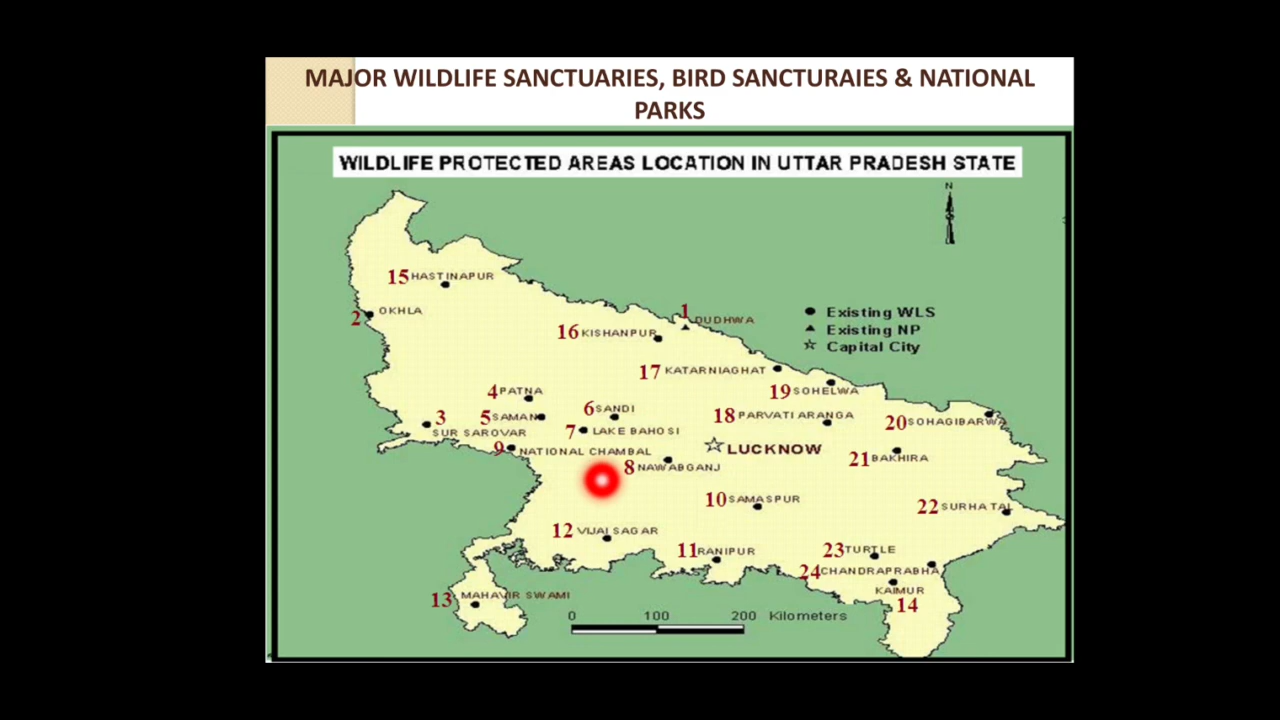 MAJOR WILDLIFE SANCTUARIES, BIRD SANCTURAIES & NATIONAL
PARKS
WILDLIFE PROTECTED AREAS LOCATION IN UTTAR PRADESH STATE
N
15 HASTINAPUR
2 OKHLA
1 DUDHWA
Existing WLS
Existing NP
Capital City
16 KISHANPUR
17 KATARNIAGHAT
19 SOHELWA
4 PATNA
5 SAMAN
6 SANDI
18 PARVATI ARANGA
20 SOHAGIBARWA
3
SUR SAROVAR
7 LAKE BAHOSI
9 NATIONAL CHAMBAL
LUCKNOW
21 BAKHIRA
8 NAWABGANJ
10 SAMASPUR
22 SURHA TAL
12 VIJAI SAGAR
11 RANIPUR
23 TURTLE
24 CHANDRAPRABHA
KAIMUR
14
13 MAHAVIR SWAMI
0 100 200 Kilometers